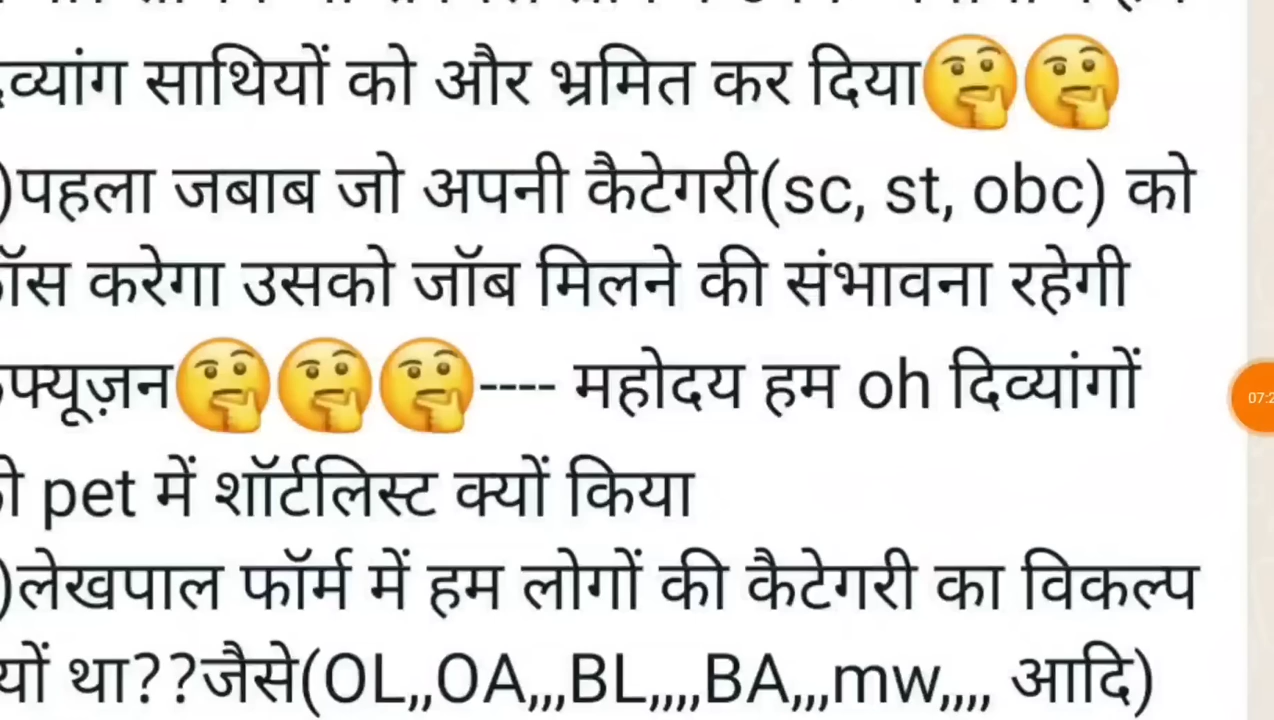 साथियों को और भ्रमित कर दिया🤔🤔
)पहला जबाब जो अपनी कैटेगरी(sc, st, obc) को
करेगा उसको जॉब मिलने की संभावना रहेगी
🤔🤔🤔---- महोदय हम oh दिव्यांगों
pet में शॉर्टलिस्ट क्यों किया
)लेखपाल फॉर्म में हम लोगों की कैटेगरी का विकल्प
था??जैसे(OL,,OA,,,BL,,,,BA,,,mw,,,, आदि)